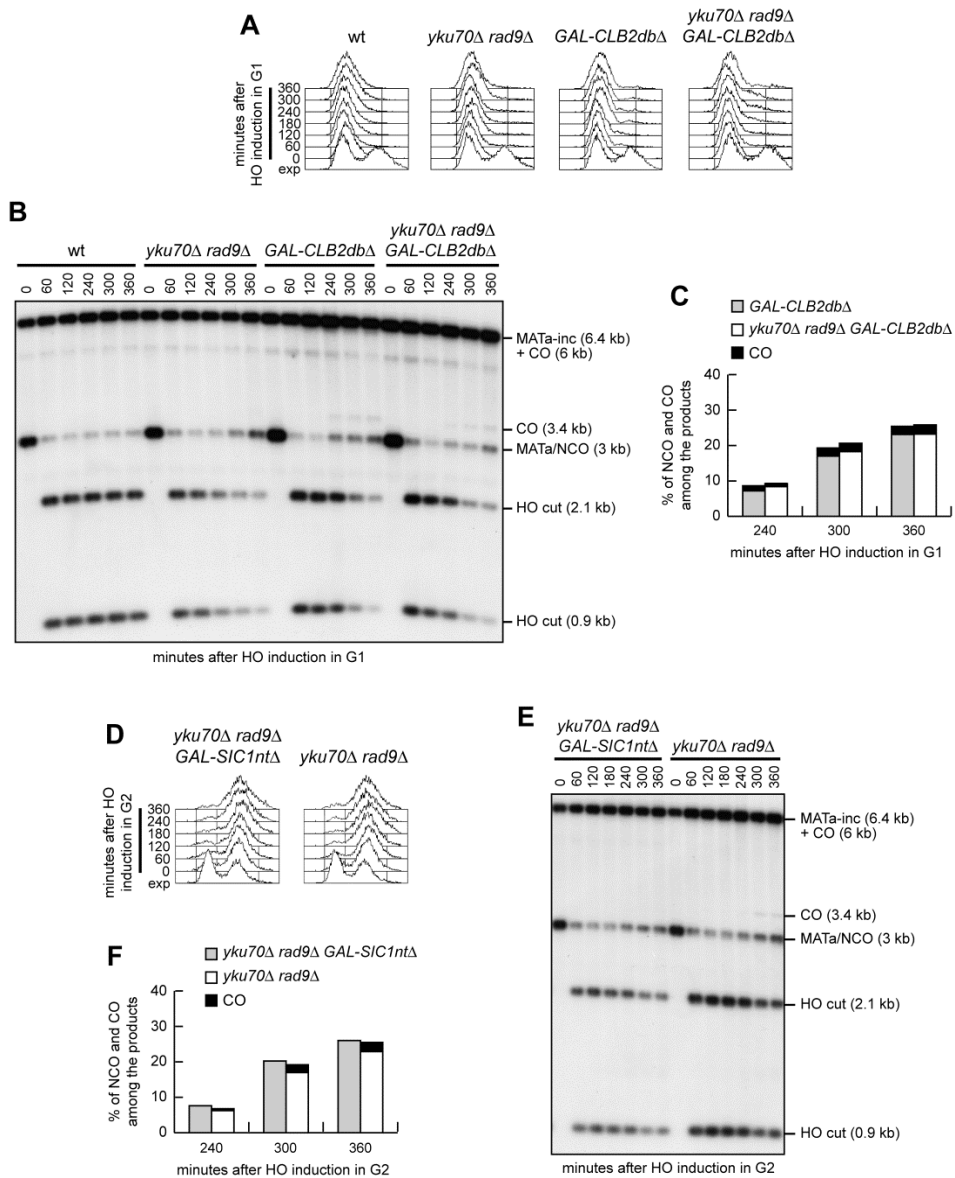 A
wt
yku70Δ rad9Δ
GAL-CLB2dbΔ
yku70Δ rad9Δ
GAL-CLB2dbΔ
minutes after
HO induction in G1
360
300
240
180
120
60
0
exp
B
wt
yku70Δ rad9Δ
GAL-CLB2dbΔ
yku70Δ rad9Δ
GAL-CLB2dbΔ
0 60 120 240 300 360 0 60 120 240 300 360 0 60 120 240 300 360 0 60 120 240 300 360
MATa-inc (6.4 kb)
+ CO (6 kb)
CO (3.4 kb)
MATa/NCO (3 kb)
HO cut (2.1 kb)
HO cut (0.9 kb)
minutes after HO induction in G1
C
GAL-CLB2dbΔ
yku70Δ rad9Δ GAL-CLB2dbΔ
CO
% of NCO and CO
among the products
40
30
20
10
0
240 300 360
minutes after HO induction in G1
D
yku70Δ rad9Δ
GAL-SIC1ntΔ
yku70Δ rad9Δ
minutes after HO
induction in G2
360
240
180
120
60
0
exp
E
yku70Δ rad9Δ
GAL-SIC1ntΔ
yku70Δ rad9Δ
0 60 120 180 240 300 360 0 60 120 180 240 300 360
MATa-inc (6.4 kb)
+ CO (6 kb)
CO (3.4 kb)
MATa/NCO (3 kb)
HO cut (2.1 kb)
HO cut (0.9 kb)
minutes after HO induction in G2
F
yku70Δ rad9Δ GAL-SIC1ntΔ
yku70Δ rad9Δ
CO
% of NCO and CO
among the products
40
30
20
10
0
240 300 360
minutes after HO induction in G2